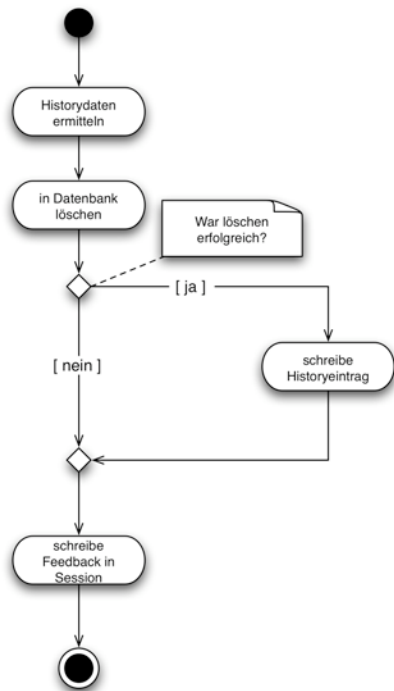 Historydaten
ermitteln
in Datenbank
löschen
War löschen
erfolgreich?
[ ja ]
[ nein ]
schreibe
Historyeintrag
schreibe
Feedback in
Session